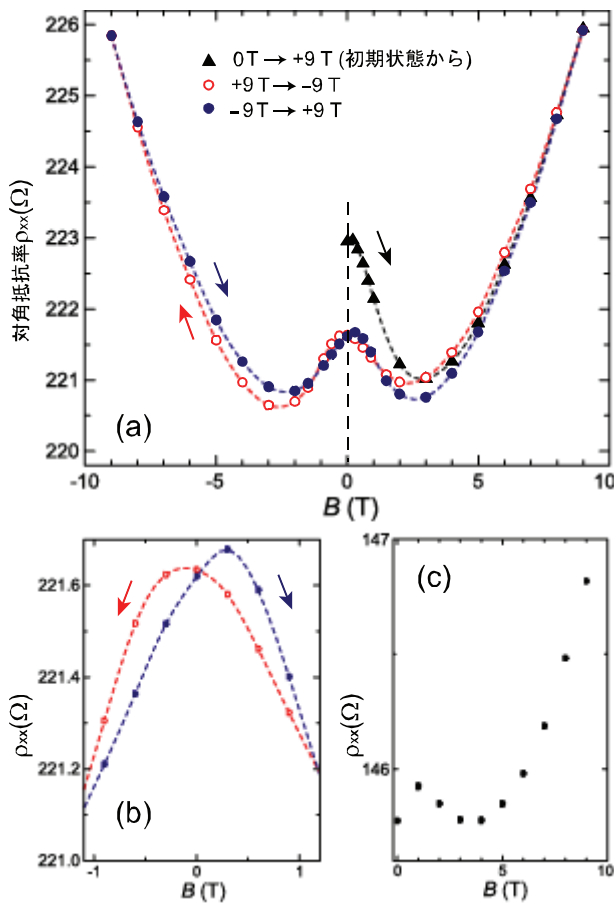 226
225
224
223
222
221
220
対角抵抗率ρxx(Ω)
▲ 0 T → +9 T (初期状態から)
○ +9 T → −9 T
● −9 T → +9 T
(a)
-10 -5 0 5 10
B (T)
221.6
221.4
221.2
221.0
ρxx(Ω)
(b)
-1 0 1
B (T)
147
146
ρxx(Ω)
(c)
0 5 10
B (T)